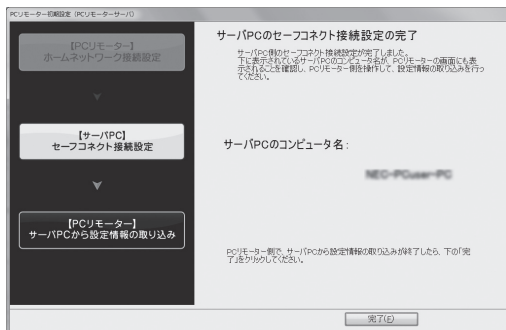 PCリモーター初期設定 (PCリモーターサーバ)
【PCリモーター】
ホームネットワーク接続設定
【サーバPC】
セーフコネクト接続設定
【PCリモーター】
サーバPCから設定情報の取り込み
サーバPCのセーフコネクト接続設定の完了
サーバPC側のセーフコネクト接続設定が完了しました。
下に表示されているサーバPCのコンピュータ名が、PCリモーターの画面にも表
示されることを確認し、PCリモーター側を操作して、設定情報の取り込みを行っ
てください。
サーバPCのコンピュータ名:
NEC-PCuser-PC
PCリモーター側で、サーバPCから設定情報の取り込みが終了したら、下の「完
了」をクリックしてください。
完了(F)